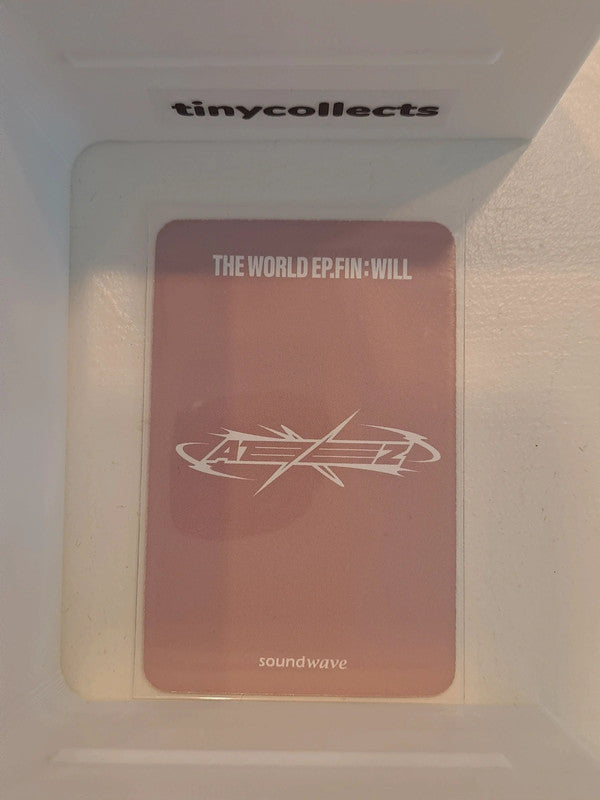 tinycollects
THE WORLD EP.FIN : WILL
ATEEZ
soundwave